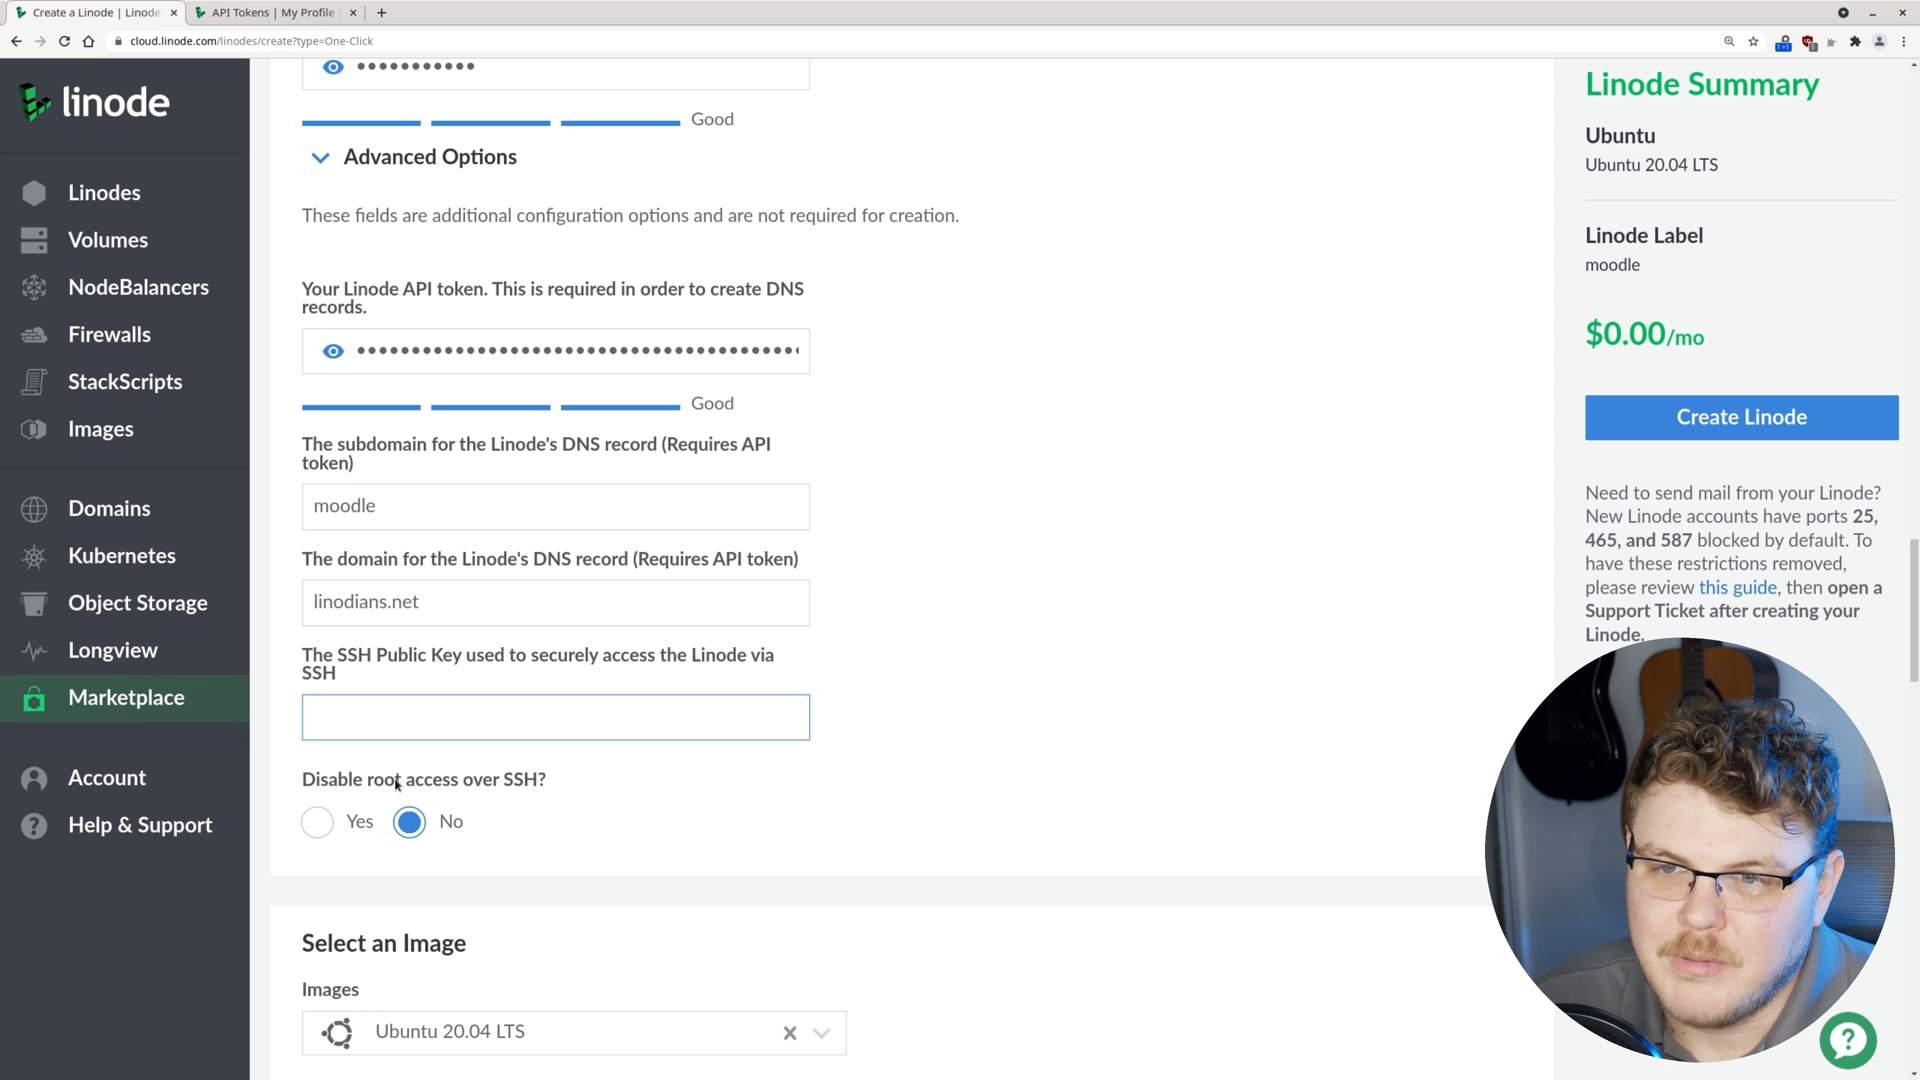 Create a Linode | Linode
API Tokens | My Profile
cloud.linode.com/linodes/create?type=One-Click
linode
Linodes
Volumes
NodeBalancers
Firewalls
StackScripts
Images
Domains
Kubernetes
Object Storage
Longview
Marketplace
Account
Help & Support
•••••••••••
Good
Advanced Options
These fields are additional configuration options and are not required for creation.
Your Linode API token. This is required in order to create DNS
records.
Good
The subdomain for the Linode's DNS record (Requires API
token)
moodle
The domain for the Linode's DNS record (Requires API token)
linodians.net
The SSH Public Key used to securely access the Linode via
SSH
Disable root access over SSH?
Yes No
Select an Image
Images
Ubuntu 20.04 LTS
Linode Summary
Ubuntu
Ubuntu 20.04 LTS
Linode Label
moodle
$0.00/mo
Create Linode
Need to send mail from your Linode?
New Linode accounts have ports 25,
465, and 587 blocked by default. To
have these restrictions removed,
please review this guide, then open a
Support Ticket after creating your
Linode.